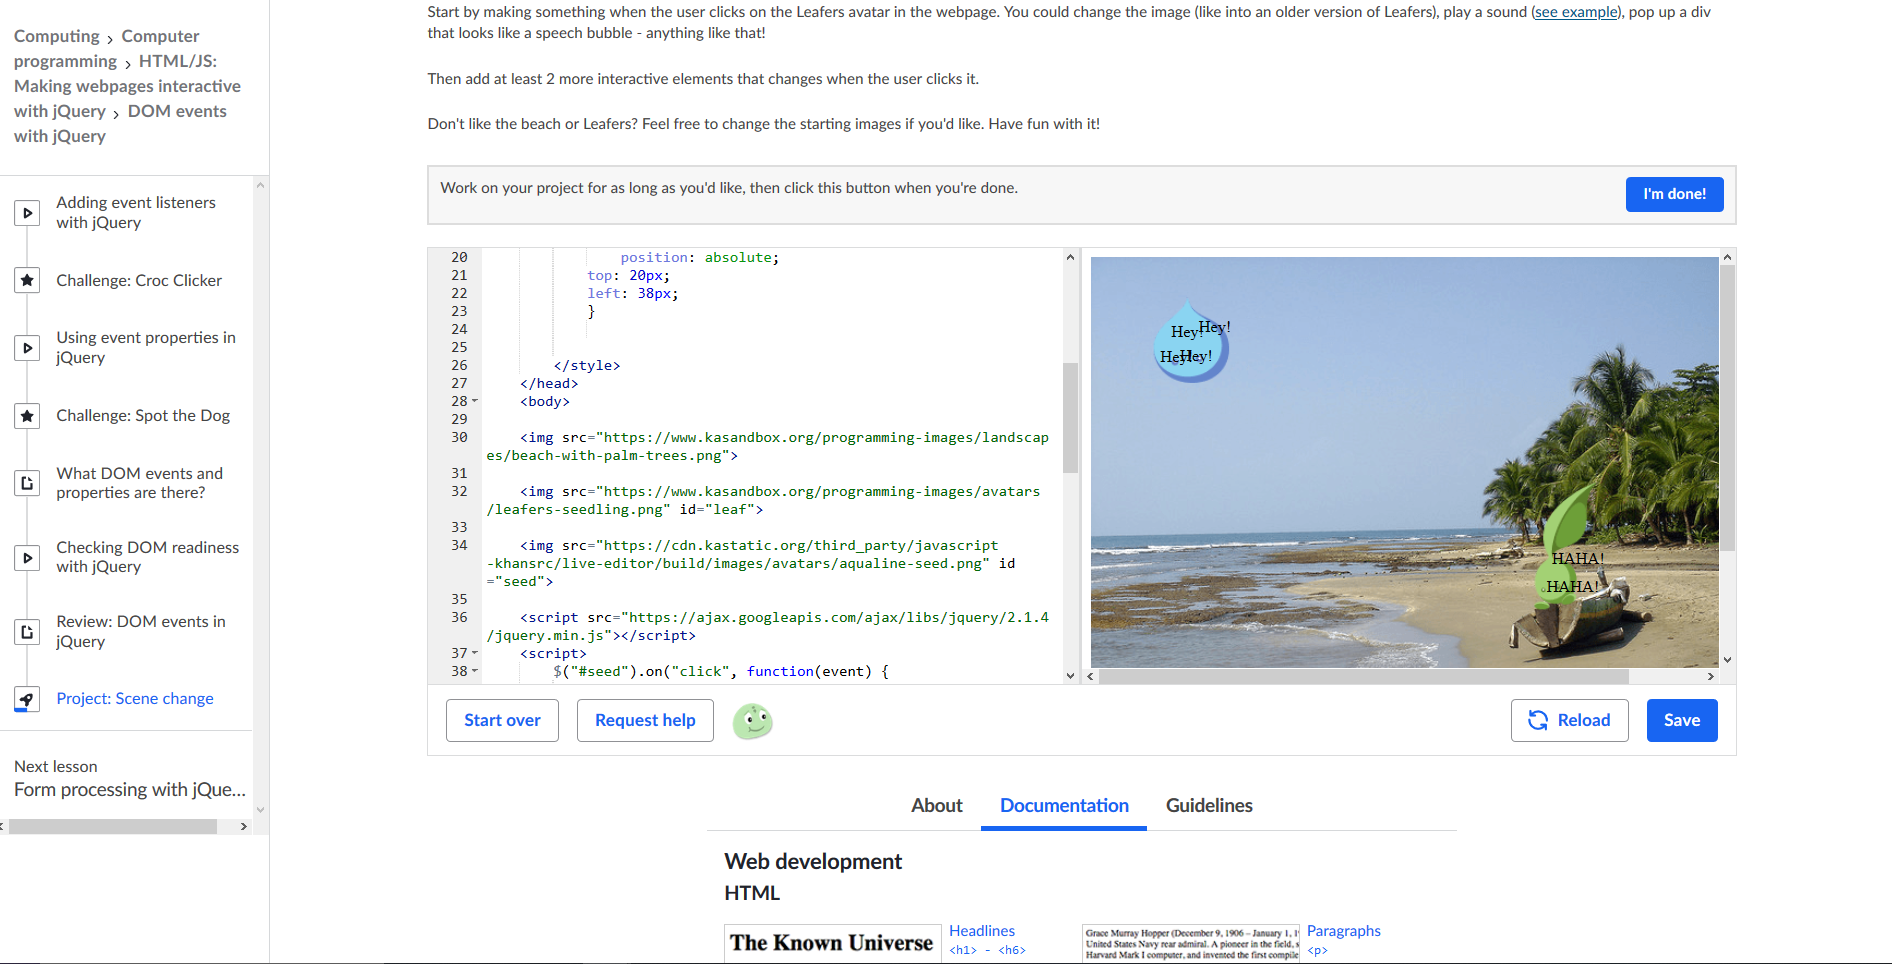 Computing > Computer
programming > HTML/JS:
Making webpages interactive
with jQuery > DOM events
with jQuery
Adding event listeners
with jQuery
Challenge: Croc Clicker
Using event properties in
jQuery
Challenge: Spot the Dog
What DOM events and
properties are there?
Checking DOM readiness
with jQuery
Review: DOM events in
jQuery
Project: Scene change
Next lesson
Form processing with jQue...
Start by making something when the user clicks on the Leafers avatar in the webpage. You could change the image (like into an older version of Leafers), play a sound (see example), pop up a div
that looks like a speech bubble - anything like that!
Then add at least 2 more interactive elements that changes when the user clicks it.
Don't like the beach or Leafers? Feel free to change the starting images if you'd like. Have fun with it!
Work on your project for as long as you'd like, then click this button when you're done.
I'm done!
20 position: absolute;
21 top: 20px;
22 left: 38px;
23 }
24
25
26 </style>
27 </head>
28 <body>
29
30 <img src="https://www.kasandbox.org/programming-images/landscap
es/beach-with-palm-trees.png">
31
32 <img src="https://www.kasandbox.org/programming-images/avatars
/leafers-seedling.png" id="leaf">
33
34 <img src="https://cdn.kastatic.org/third_party/javascript
-khansrc/live-editor/build/images/avatars/aqualine-seed.png" id
="seed">
35
36 <script src="https://ajax.googleapis.com/ajax/libs/jquery/2.1.4
/jquery.min.js"></script>
37 <script>
38 $("#seed").on("click", function(event) {
Hey! Hey!
Hey! Hey!
HAHA!
HAHA!
Start over
Request help
Reload
Save
About
Documentation
Guidelines
Web development
HTML
The Known Universe
Headlines
<h1> - <h6>
Grace Murray Hopper (December 9, 1906 – January 1, 1
United States Navy rear admiral. A pioneer in the field, s
Harvard Mark I computer, and invented the first compile
Paragraphs
<p>